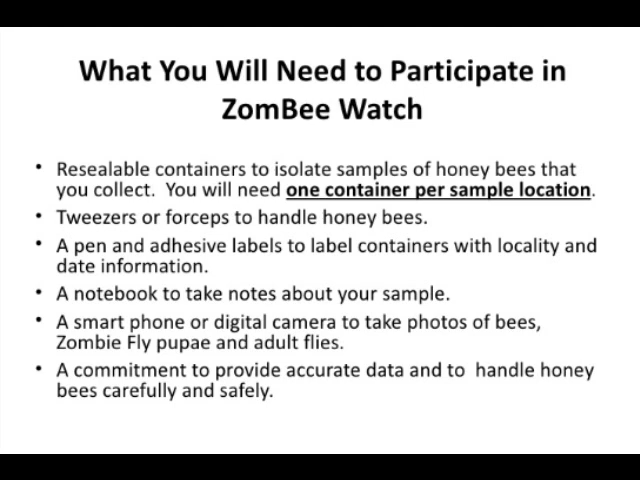 What You Will Need to Participate in
ZomBee Watch
• Resealable containers to isolate samples of honey bees that
you collect.  You will need one container per sample location.
• Tweezers or forceps to handle honey bees.
• A pen and adhesive labels to label containers with locality and
date information.
• A notebook to take notes about your sample.
• A smart phone or digital camera to take photos of bees,
Zombie Fly pupae and adult flies.
• A commitment to provide accurate data and to  handle honey
bees carefully and safely.